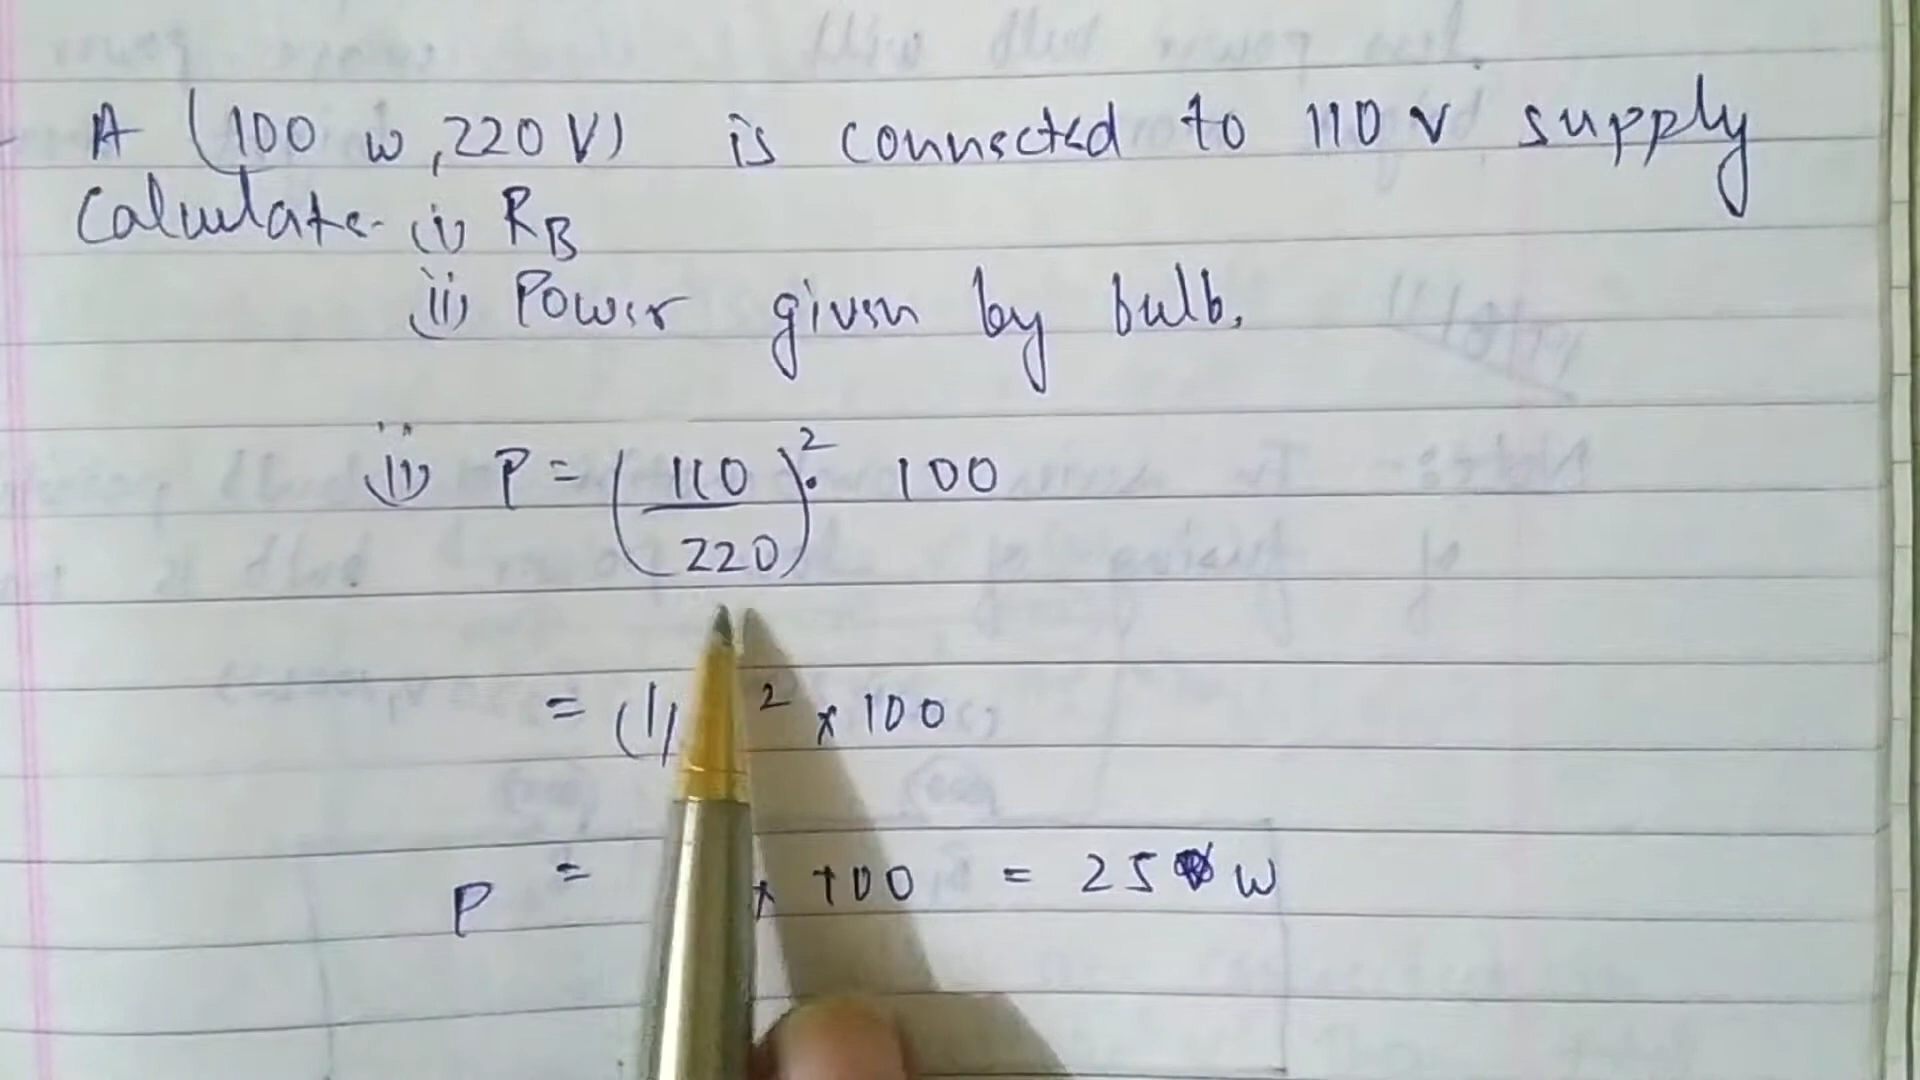 A (100 w, 220 V) is connected to 110 v supply
Calculate (i) RB
(ii) Power given by bulb.
(ii) P = (110/220)². 100
= (1/ ² × 100
P = × 100 = 25 W